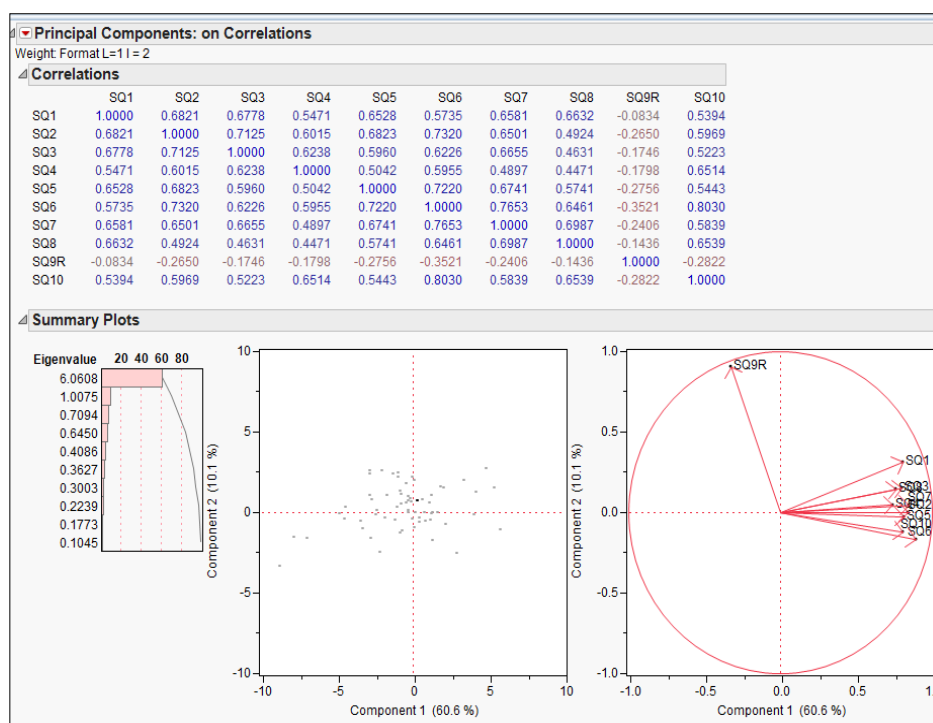 Principal Components: on Correlations
Weight: Format L=1 I = 2
Correlations
SQ1 SQ2 SQ3 SQ4 SQ5 SQ6 SQ7 SQ8 SQ9R SQ10
SQ1 1.0000 0.6821 0.6778 0.5471 0.6528 0.5735 0.6581 0.6632 -0.0834 0.5394
SQ2 0.6821 1.0000 0.7125 0.6015 0.6823 0.7320 0.6501 0.4924 -0.2650 0.5969
SQ3 0.6778 0.7125 1.0000 0.6238 0.5960 0.6226 0.6655 0.4631 -0.1746 0.5223
SQ4 0.5471 0.6015 0.6238 1.0000 0.5042 0.5955 0.4897 0.4471 -0.1798 0.6514
SQ5 0.6528 0.6823 0.5960 0.5042 1.0000 0.7220 0.6741 0.5741 -0.2756 0.5443
SQ6 0.5735 0.7320 0.6226 0.5955 0.7220 1.0000 0.7653 0.6461 -0.3521 0.8030
SQ7 0.6581 0.6501 0.6655 0.4897 0.6741 0.7653 1.0000 0.6987 -0.2406 0.5839
SQ8 0.6632 0.4924 0.4631 0.4471 0.5741 0.6461 0.6987 1.0000 -0.1436 0.6539
SQ9R -0.0834 -0.2650 -0.1746 -0.1798 -0.2756 -0.3521 -0.2406 -0.1436 1.0000 -0.2822
SQ10 0.5394 0.5969 0.5223 0.6514 0.5443 0.8030 0.5839 0.6539 -0.2822 1.0000
Summary Plots
Eigenvalue 20 40 60 80
6.0608
1.0075
0.7094
0.6450
0.4086
0.3627
0.3003
0.2239
0.1773
0.1045
10
5
0
-5
-10
Component 2 (10.1 %)
-10 -5 0 5 10
Component 1 (60.6 %)
1.0
0.5
0.0
-0.5
-1.0
Component 2 (10.1 %)
SQ9R
SQ1
SQ3
SQ7
SQ5
SQ10
SQ6
-1.0 -0.5 0.0 0.5
Component 1 (60.6 %)